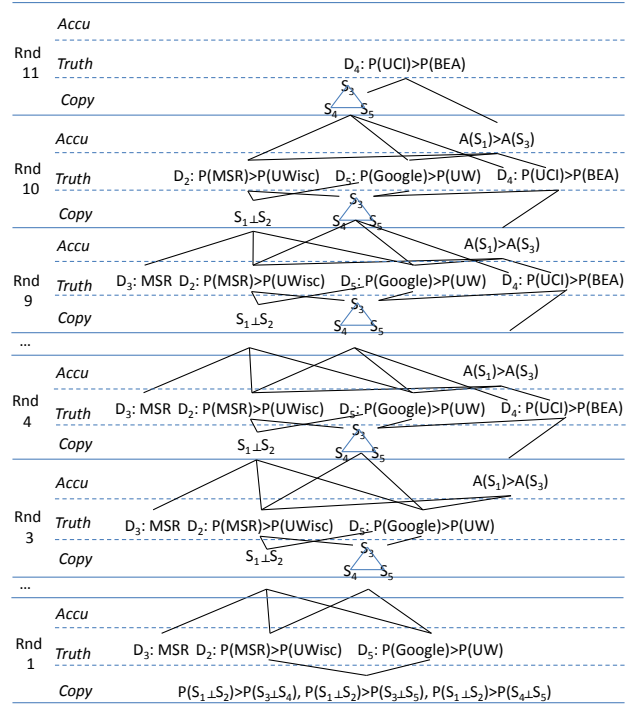 Accu
Rnd 11
Truth D₄: P(UCI)>P(BEA)
Copy
S₃
S₄ S₅
Accu A(S₁)>A(S₃)
Rnd 10
Truth D₂: P(MSR)>P(UWisc) D₅: P(Google)>P(UW) D₄: P(UCI)>P(BEA)
Copy S₁⊥S₂
S₃
S₄ S₅
Accu A(S₁)>A(S₃)
Rnd 9
Truth D₃: MSR D₂: P(MSR)>P(UWisc) D₅: P(Google)>P(UW) D₄: P(UCI)>P(BEA)
Copy S₁⊥S₂
S₃
S₄ S₅
...
Accu A(S₁)>A(S₃)
Rnd 4
Truth D₃: MSR D₂: P(MSR)>P(UWisc) D₅: P(Google)>P(UW) D₄: P(UCI)>P(BEA)
Copy S₁⊥S₂
S₃
S₄ S₅
Accu A(S₁)>A(S₃)
Rnd 3
Truth D₃: MSR D₂: P(MSR)>P(UWisc) D₅: P(Google)>P(UW)
Copy S₁⊥S₂
S₃
S₄ S₅
...
Accu
Rnd 1
Truth D₃: MSR D₂: P(MSR)>P(UWisc) D₅: P(Google)>P(UW)
Copy P(S₁⊥S₂)>P(S₃⊥S₄), P(S₁⊥S₂)>P(S₃⊥S₅), P(S₁⊥S₂)>P(S₄⊥S₅)